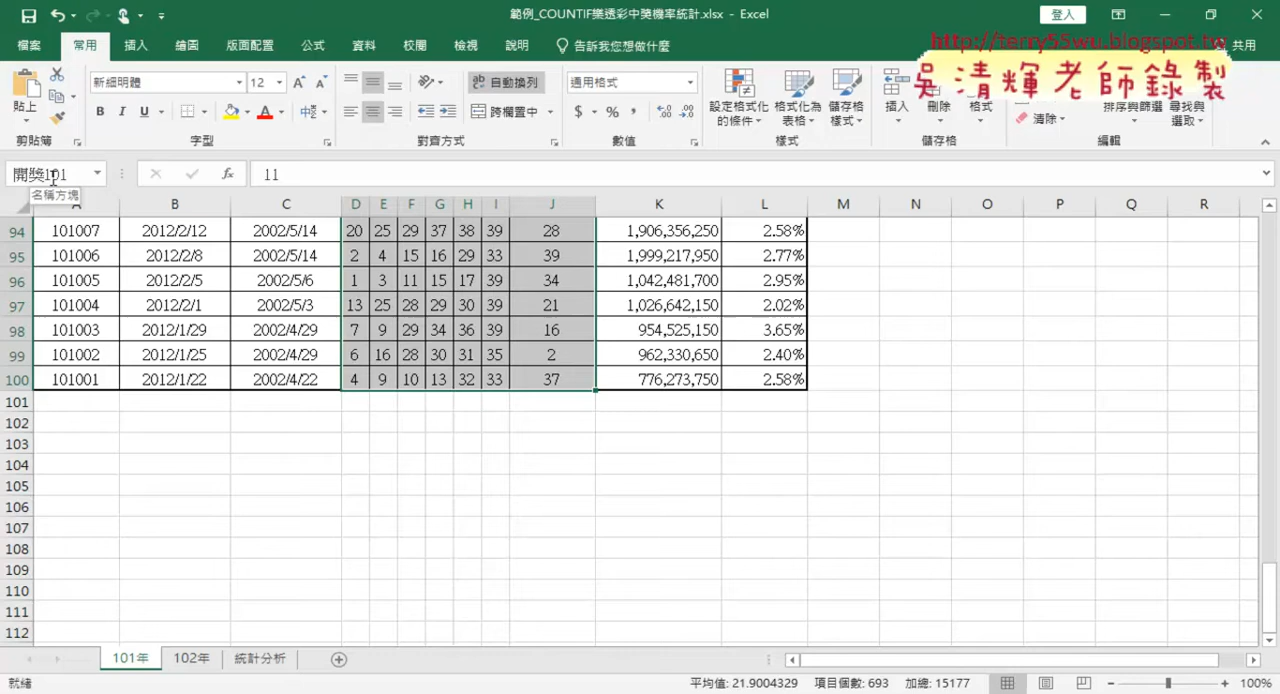 範例_COUNTIF樂透彩中獎機率統計.xlsx - Excel
登入
http://terry55wu.blogspot.tw
吳清輝老師錄製
檔案 常用 插入 繪圖 版面配置 公式 資料 校閱 檢視 說明 告訴我您想做什麼 共用
新細明體 12 自動換列 通用格式
貼上 B I U 跨欄置中 $ % 設定格式化的條件 格式化為表格 儲存格樣式 插入 刪除 格式 清除 排序與篩選 尋找與選取
剪貼簿 字型 對齊方式 數值 樣式 儲存格 編輯
開獎101 fx 11
名稱方塊
A B C D E F G H I J K L M N O P Q R
94 101007 2012/2/12 2002/5/14 20 25 29 37 38 39 28 1,906,356,250 2.58%
95 101006 2012/2/8 2002/5/14 2 4 15 16 29 33 39 1,999,217,950 2.77%
96 101005 2012/2/5 2002/5/6 1 3 11 15 17 39 34 1,042,481,700 2.95%
97 101004 2012/2/1 2002/5/3 13 25 28 29 30 39 21 1,026,642,150 2.02%
98 101003 2012/1/29 2002/4/29 7 9 29 34 36 39 16 954,525,150 3.65%
99 101002 2012/1/25 2002/4/29 6 16 28 30 31 35 2 962,330,650 2.40%
100 101001 2012/1/22 2002/4/22 4 9 10 13 32 33 37 776,273,750 2.58%
101
102
103
104
105
106
107
108
109
110
111
112
101年 102年 統計分析
就緒 平均值: 21.9004329 項目個數: 693 加總: 15177 100%